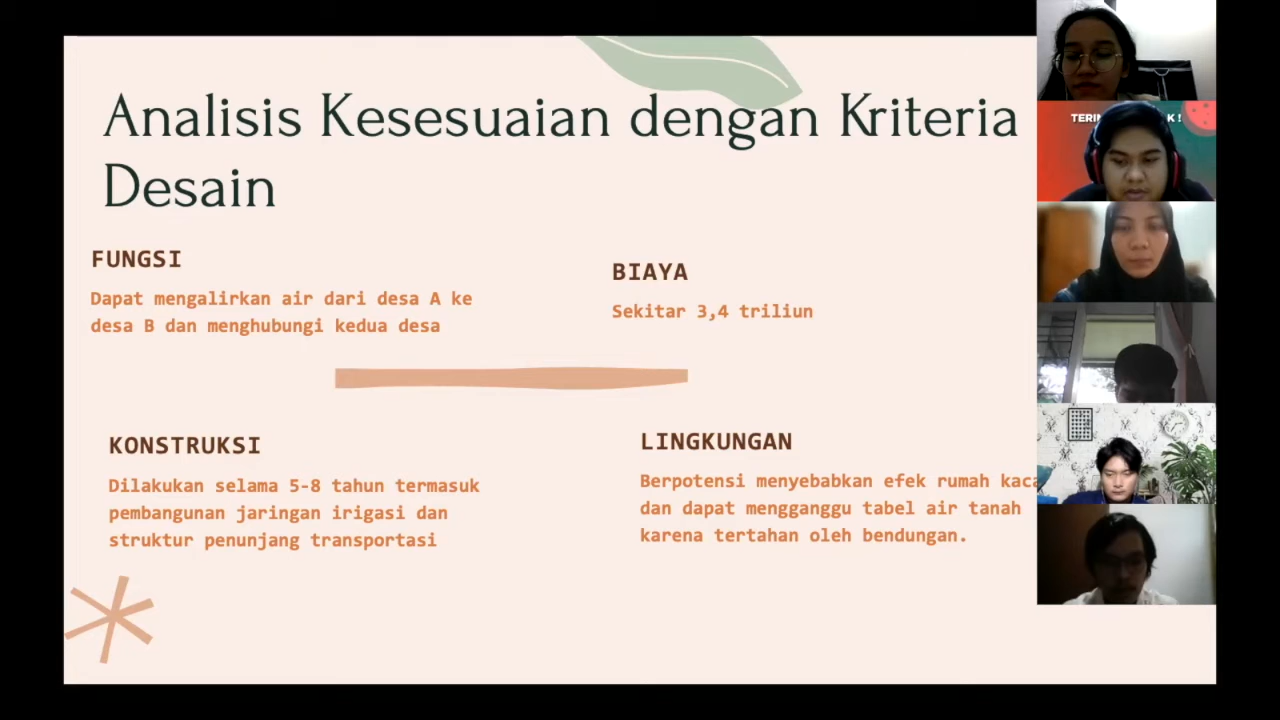 Analisis Kesesuaian dengan Kriteria
Desain
FUNGSI
Dapat mengalirkan air dari desa A ke
desa B dan menghubungi kedua desa
BIAYA
Sekitar 3,4 triliun
KONSTRUKSI
Dilakukan selama 5-8 tahun termasuk
pembangunan jaringan irigasi dan
struktur penunjang transportasi
LINGKUNGAN
Berpotensi menyebabkan efek rumah kaca
dan dapat mengganggu tabel air tanah
karena tertahan oleh bendungan.